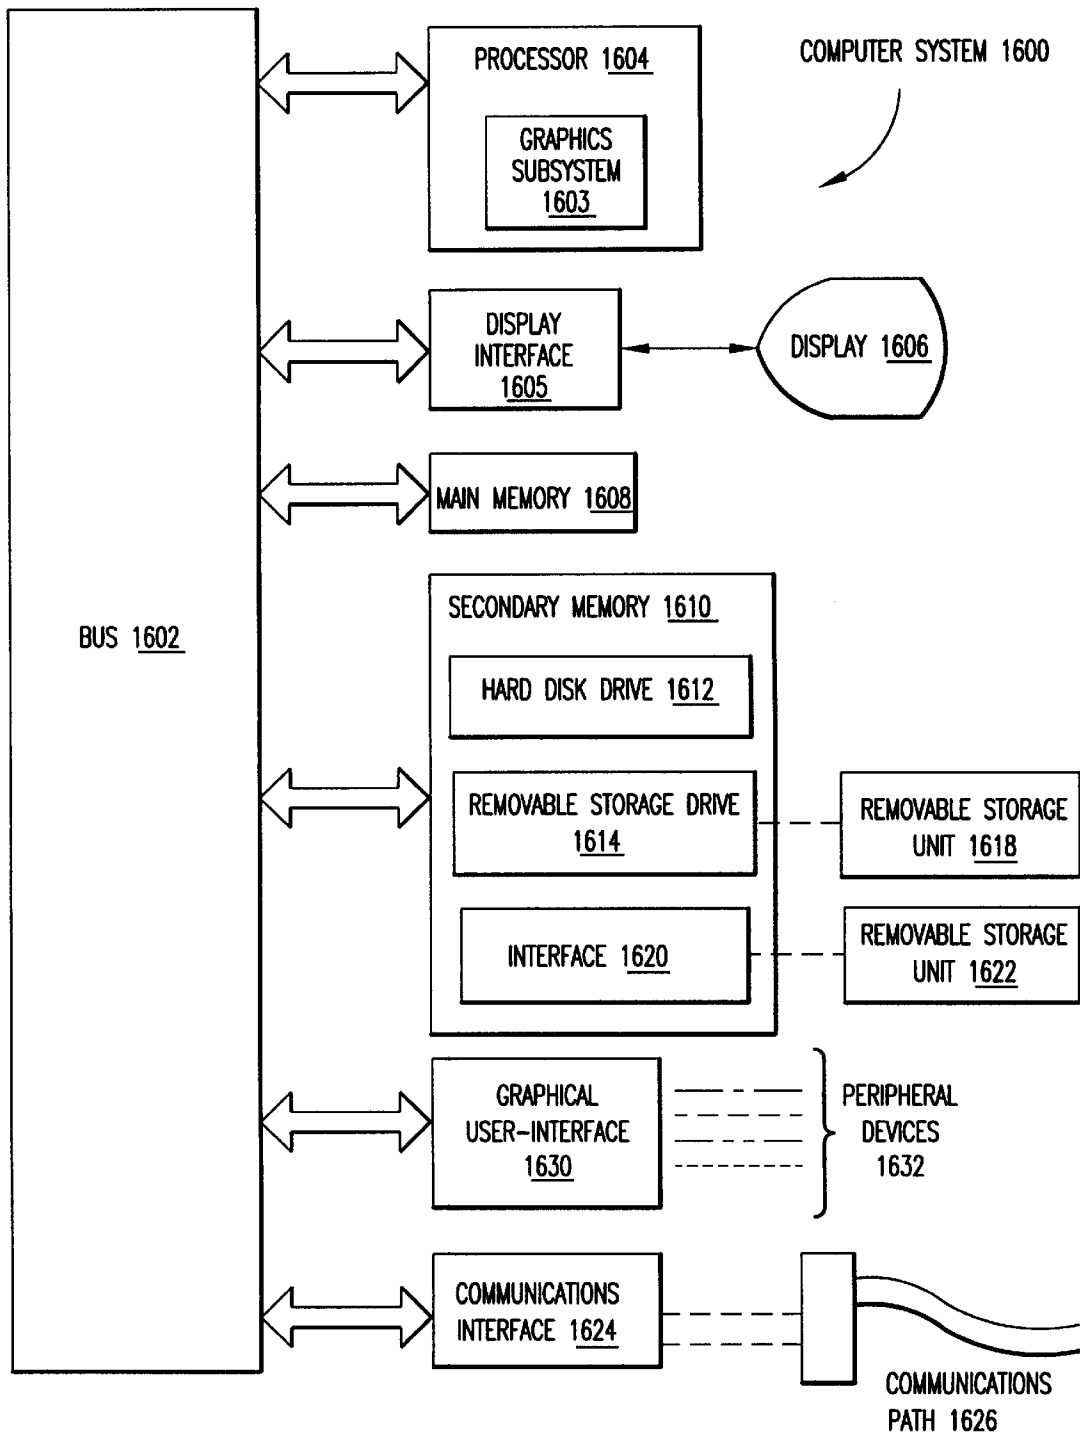 PROCESSOR 1604
COMPUTER SYSTEM 1600
GRAPHICS
SUBSYSTEM
1603
DISPLAY
INTERFACE
1605
DISPLAY 1606
MAIN MEMORY 1608
BUS 1602
SECONDARY MEMORY 1610
HARD DISK DRIVE 1612
REMOVABLE STORAGE DRIVE
1614
REMOVABLE STORAGE
UNIT 1618
INTERFACE 1620
REMOVABLE STORAGE
UNIT 1622
GRAPHICAL
USER-INTERFACE
1630
PERIPHERAL
DEVICES
1632
COMMUNICATIONS
INTERFACE 1624
COMMUNICATIONS
PATH 1626